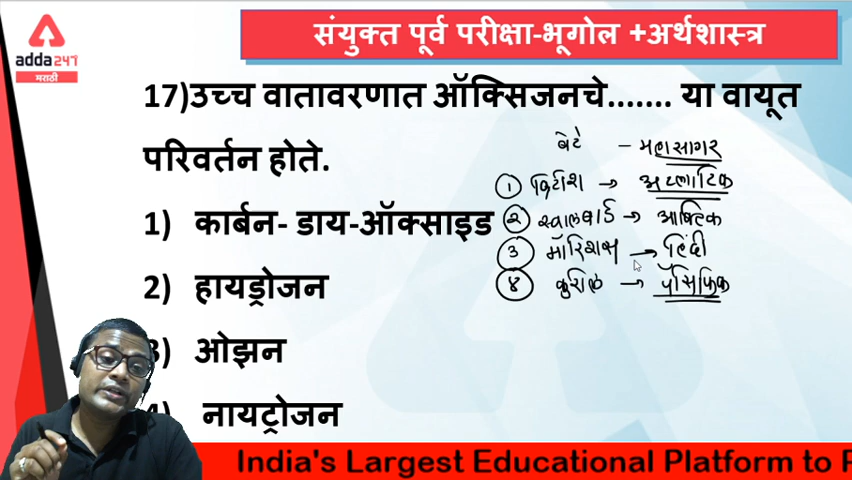 संयुक्त पूर्व परीक्षा-भूगोल +अर्थशास्त्र
adda247
मराठी
17)उच्च वातावरणात ऑक्सिजनचे....... या वायूत
परिवर्तन होते.
1) कार्बन- डाय-ऑक्साइड
2) हायड्रोजन
3) ओझन
4) नायट्रोजन
बेटे - महासागर
1 ब्रिटीश → अटलांटिक
2 स्वालबार्ड → आर्क्टिक
3 मॉरिशस → हिंदी
४ कुरील → पॅसिफिक
India's Largest Educational Platform to